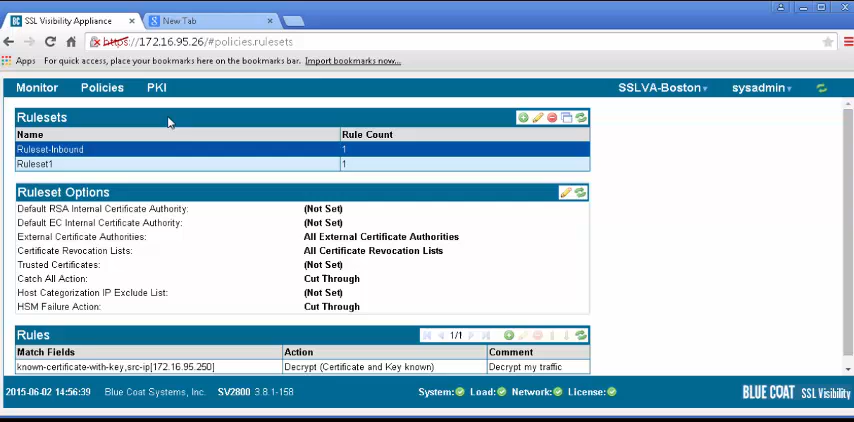 SSL Visibility Appliance
New Tab
https://172.16.95.26/#policies.rulesets
Apps For quick access, place your bookmarks here on the bookmarks bar. Import bookmarks now...
Monitor Policies PKI SSLVA-Boston sysadmin
Rulesets
Name Rule Count
Ruleset-Inbound 1
Ruleset1 1
Ruleset Options
Default RSA Internal Certificate Authority: (Not Set)
Default EC Internal Certificate Authority: (Not Set)
External Certificate Authorities: All External Certificate Authorities
Certificate Revocation Lists: All Certificate Revocation Lists
Trusted Certificates: (Not Set)
Catch All Action: Cut Through
Host Categorization IP Exclude List: (Not Set)
HSM Failure Action: Cut Through
Rules 1/1
Match Fields Action Comment
known-certificate-with-key,src-ip[172.16.95.250] Decrypt (Certificate and Key known) Decrypt my traffic
2015-06-02 14:56:39 Blue Coat Systems, Inc. SV2800 3.8.1-158 System: Load: Network: License: BLUE COAT SSL Visibility